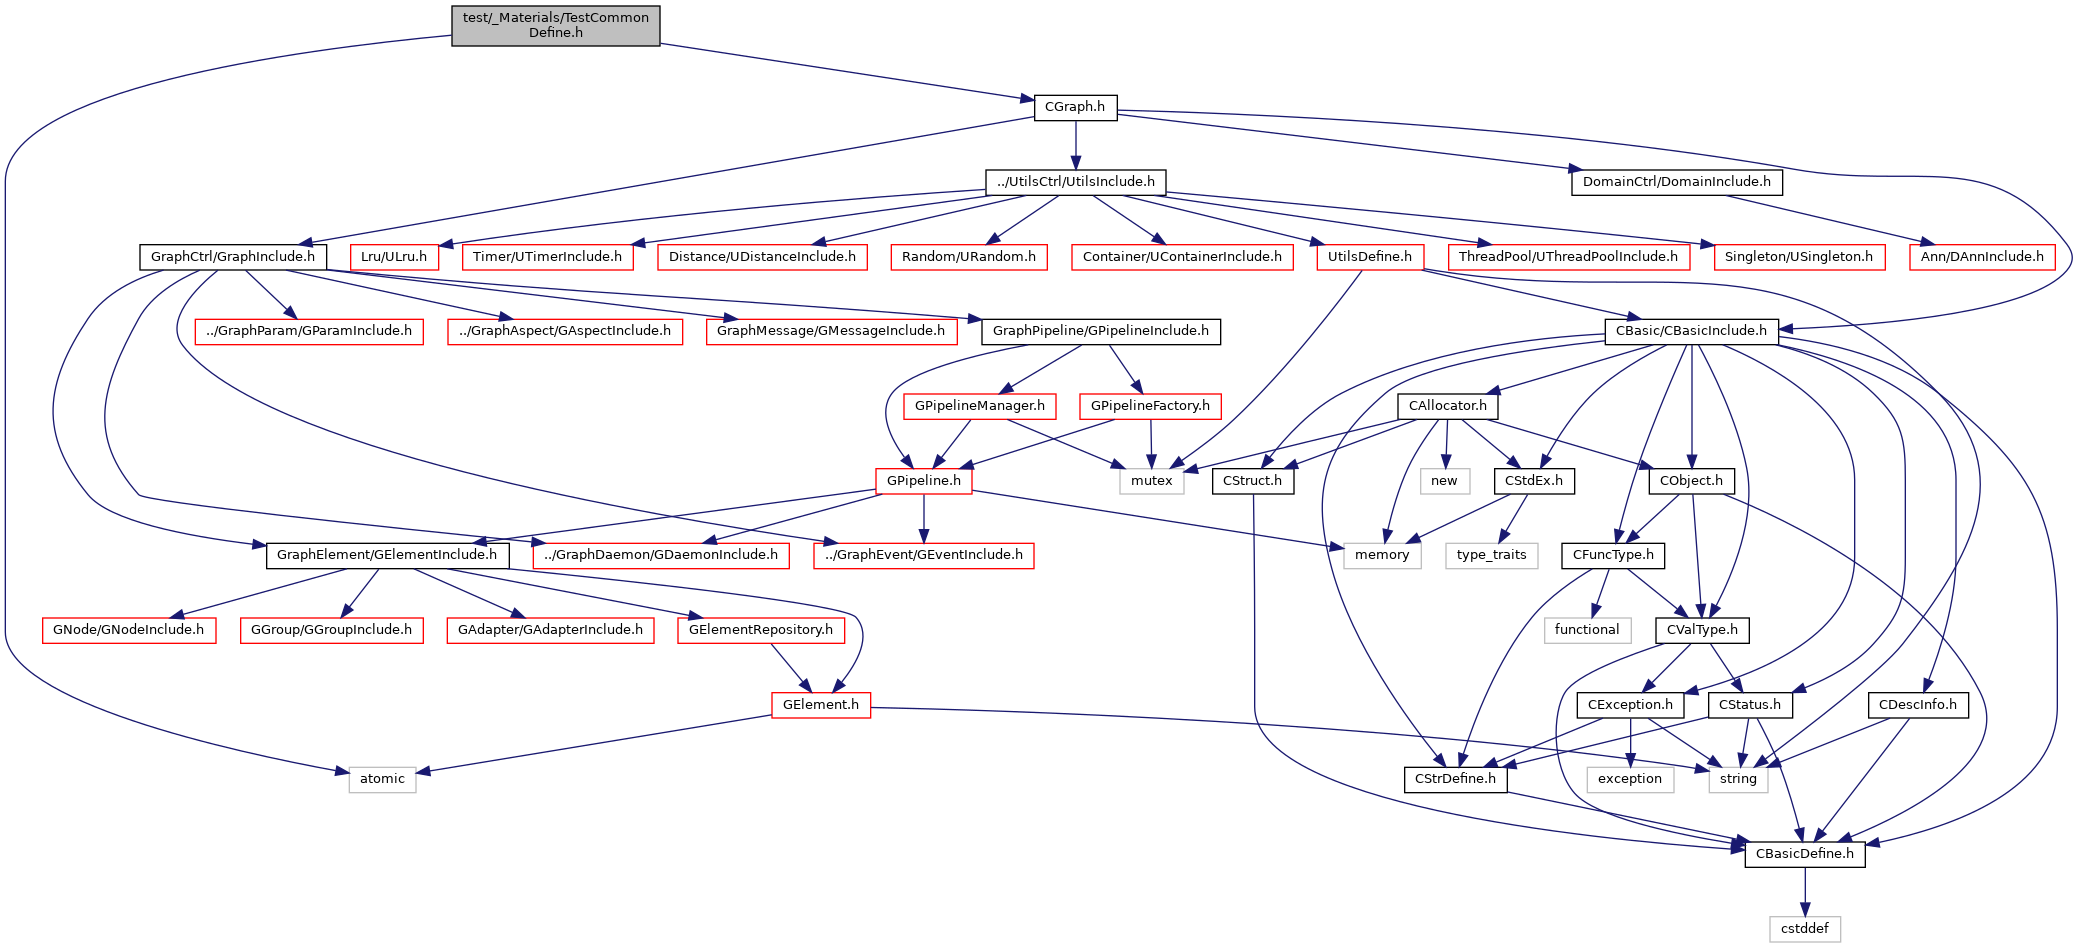 test/_Materials/TestCommon
Define.h
CGraph.h
../UtilsCtrl/UtilsInclude.h
DomainCtrl/DomainInclude.h
GraphCtrl/GraphInclude.h
Lru/ULru.h
Timer/UTimerInclude.h
Distance/UDistanceInclude.h
Random/URandom.h
Container/UContainerInclude.h
UtilsDefine.h
ThreadPool/UThreadPoolInclude.h
Singleton/USingleton.h
Ann/DAnnInclude.h
../GraphParam/GParamInclude.h
../GraphAspect/GAspectInclude.h
GraphMessage/GMessageInclude.h
GraphPipeline/GPipelineInclude.h
CBasic/CBasicInclude.h
GPipelineManager.h
GPipelineFactory.h
CAllocator.h
GPipeline.h
mutex
CStruct.h
new
CStdEx.h
CObject.h
GraphElement/GElementInclude.h
../GraphDaemon/GDaemonInclude.h
../GraphEvent/GEventInclude.h
memory
type_traits
CFuncType.h
GNode/GNodeInclude.h
GGroup/GGroupInclude.h
GAdapter/GAdapterInclude.h
GElementRepository.h
functional
CValType.h
GElement.h
CException.h
CStatus.h
CDescInfo.h
atomic
CStrDefine.h
exception
string
CBasicDefine.h
cstddef